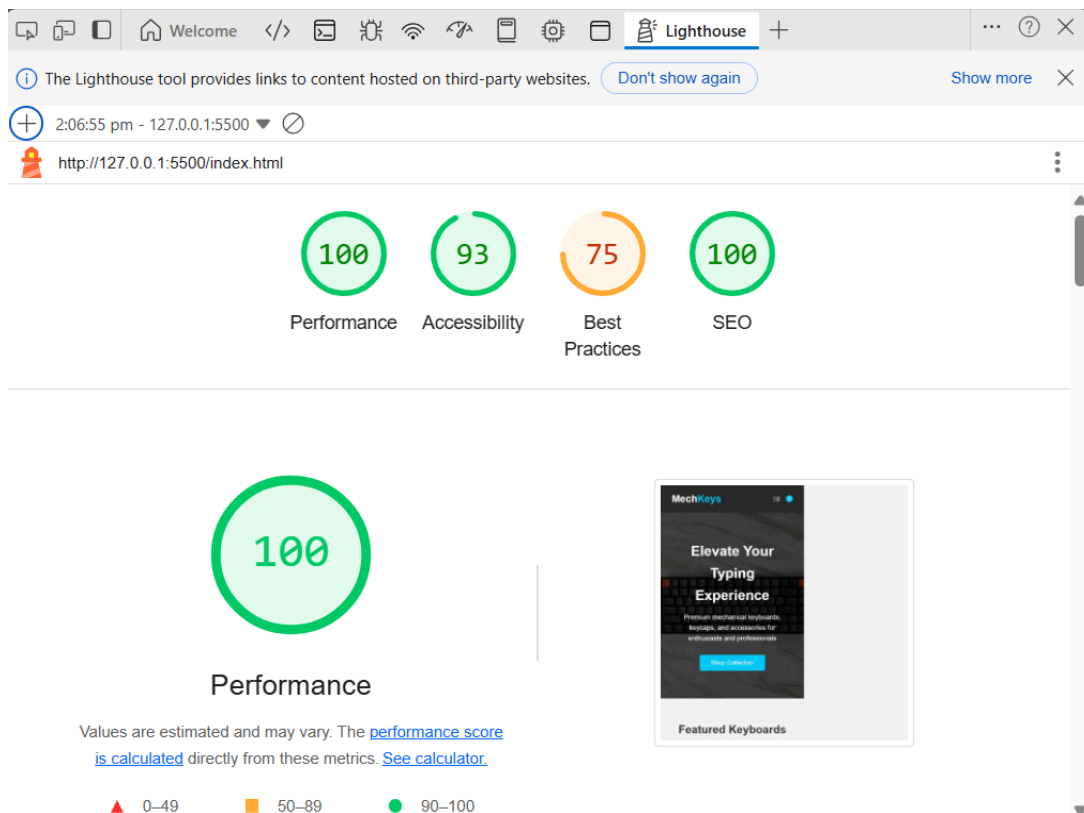 Welcome
Lighthouse
The Lighthouse tool provides links to content hosted on third-party websites. Don't show again Show more
2:06:55 pm - 127.0.0.1:5500
http://127.0.0.1:5500/index.html
100 93 75 100
Performance Accessibility Best Practices SEO
100
MechKeys
Elevate Your
Typing
Experience
Premium mechanical keyboards,
keycaps, and accessories for
enthusiasts and professionals
Shop Collection
Featured Keyboards
Performance
Values are estimated and may vary. The performance score
is calculated directly from these metrics. See calculator.
0–49 50–89 90–100